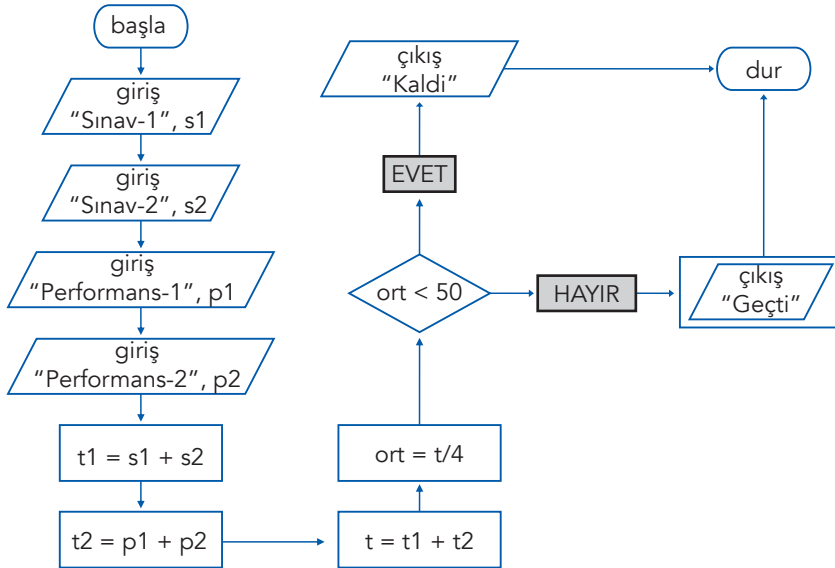 başla
giriş
“Sınav-1”, s1
giriş
“Sınav-2”, s2
giriş
“Performans-1”, p1
giriş
“Performans-2”, p2
t1 = s1 + s2
t2 = p1 + p2
t = t1 + t2
ort = t/4
ort < 50
EVET
çıkış
“Kaldi”
HAYIR
çıkış
“Geçti”
dur